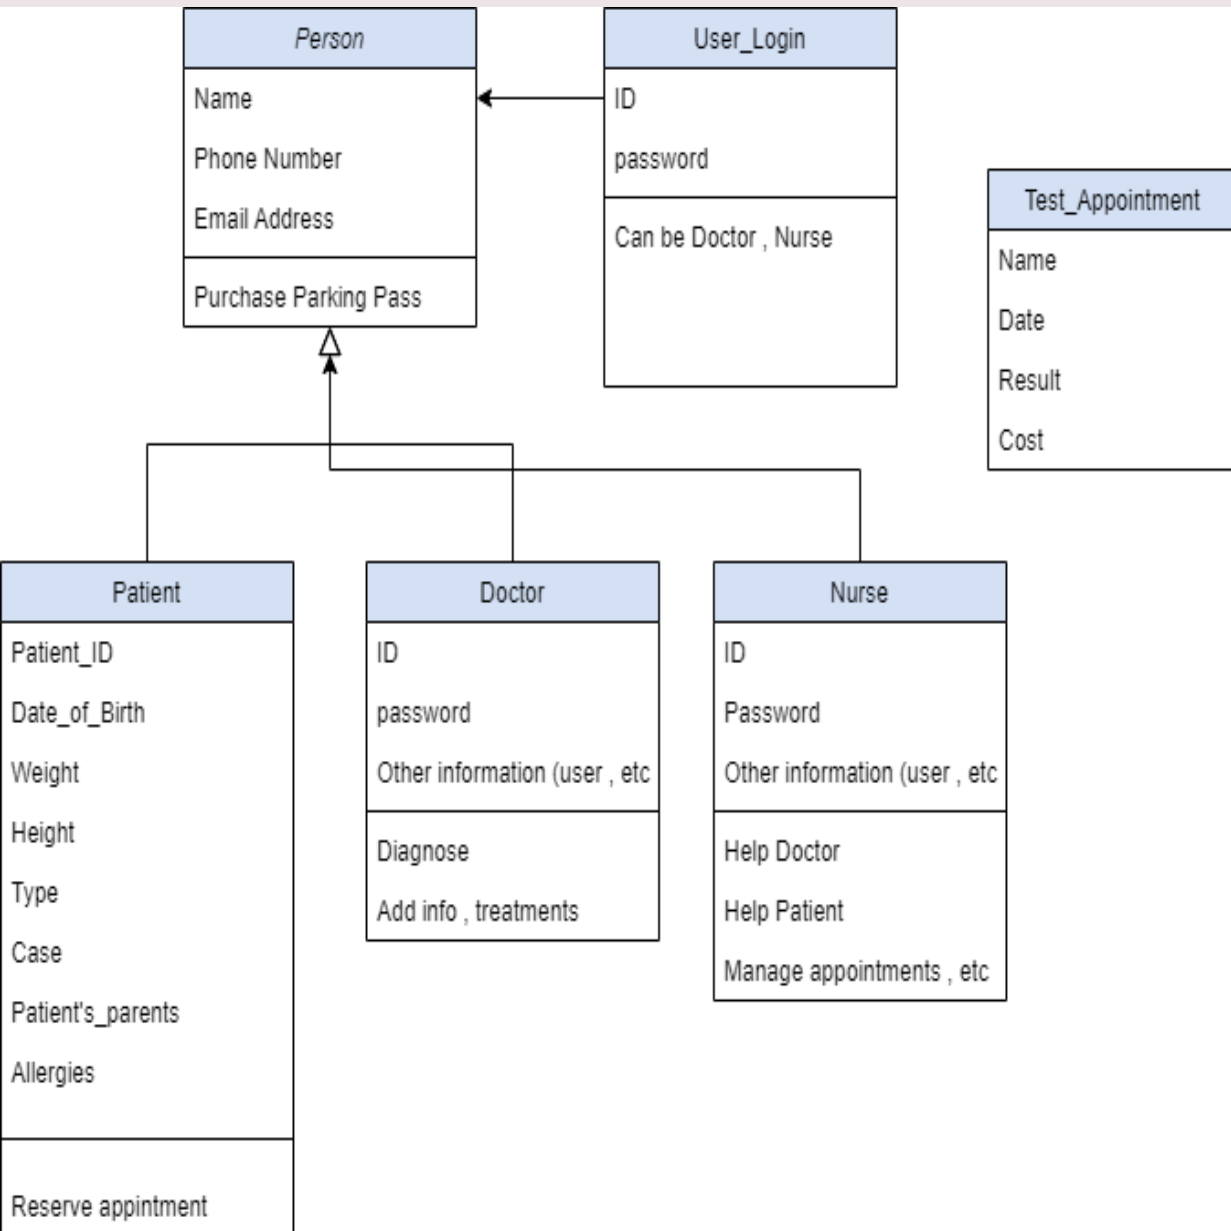 Person
Name
Phone Number
Email Address
Purchase Parking Pass
User_Login
ID
password
Can be Doctor , Nurse
Test_Appointment
Name
Date
Result
Cost
Patient
Patient_ID
Date_of_Birth
Weight
Height
Type
Case
Patient's_parents
Allergies
Reserve appintment
Doctor
ID
password
Other information (user , etc
Diagnose
Add info , treatments
Nurse
ID
Password
Other information (user , etc
Help Doctor
Help Patient
Manage appointments , etc